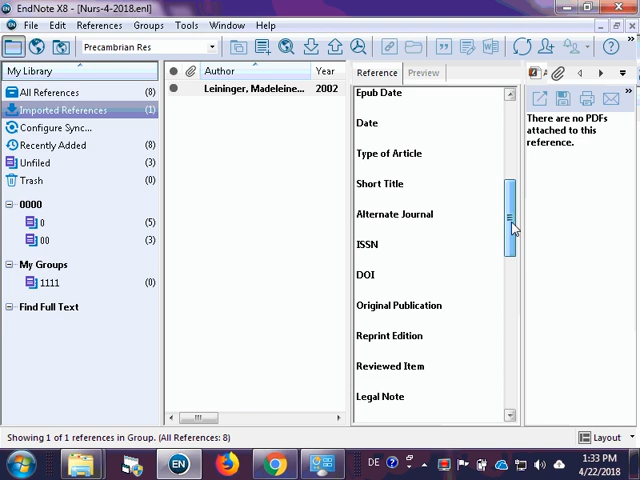 EndNote X8 - [Nurs-4-2018.enl]
File Edit References Groups Tools Window Help
Precambrian Res
My Library
All References (8)
Imported References (1)
Configure Sync...
Recently Added (8)
Unfiled (3)
Trash (0)
0000
0 (5)
00 (3)
My Groups
1111 (0)
Find Full Text
Author Year
Leininger, Madeleine... 2002
Reference Preview
Epub Date
Date
Type of Article
Short Title
Alternate Journal
ISSN
DOI
Original Publication
Reprint Edition
Reviewed Item
Legal Note
There are no PDFs
attached to this
reference.
Showing 1 of 1 references in Group. (All References: 8)
Layout
EN
DE
1:33 PM
4/22/2018